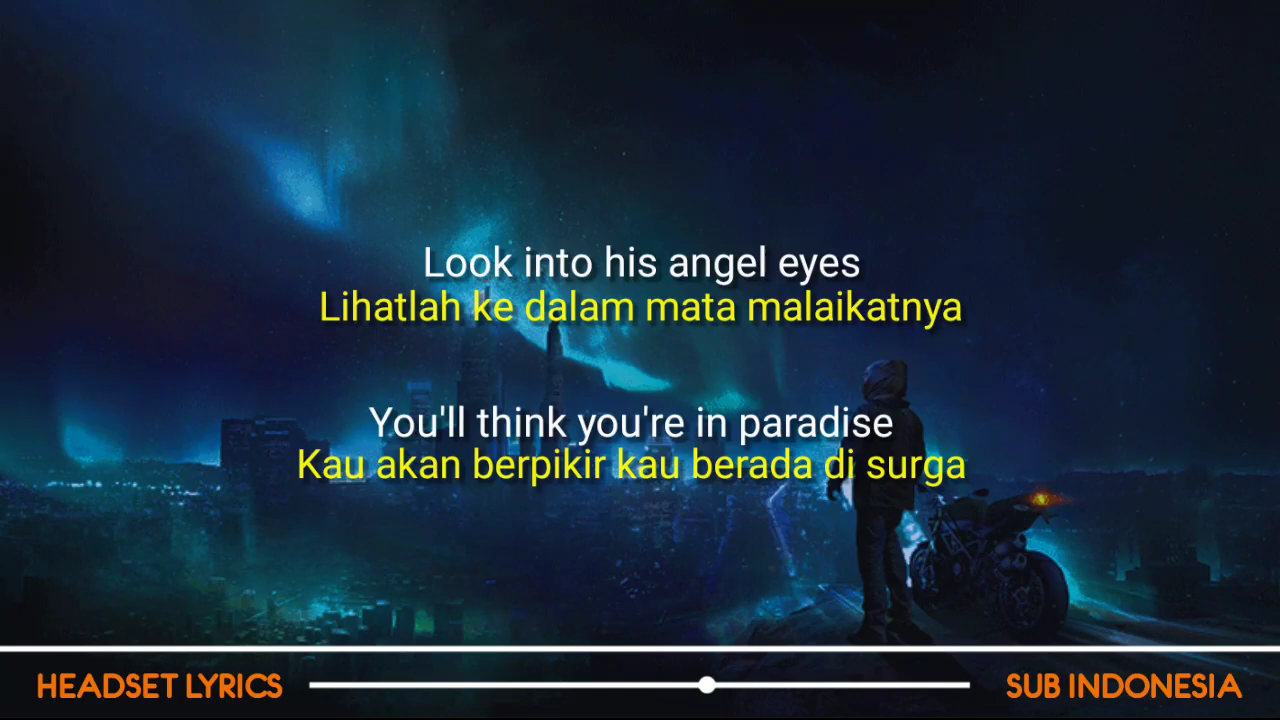 Look into his angel eyes
Lihatlah ke dalam mata malaikatnya
You'll think you're in paradise
Kau akan berpikir kau berada di surga
HEADSET LYRICS
SUB INDONESIA